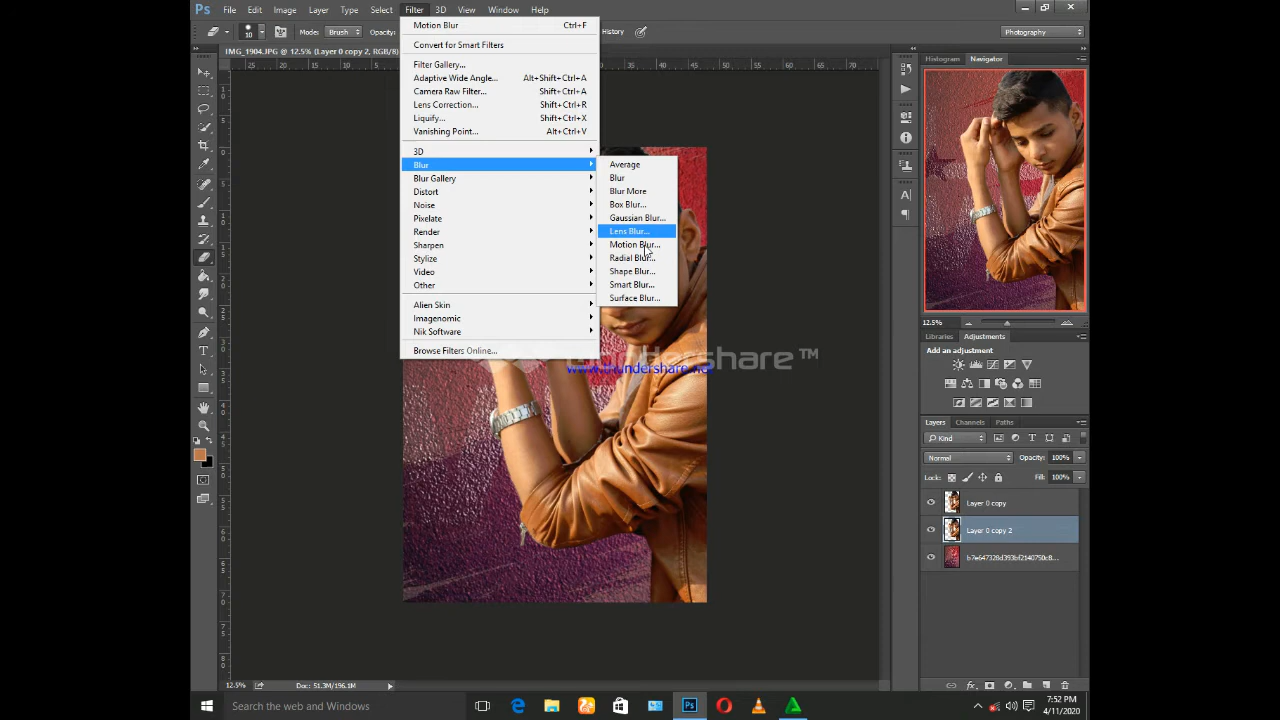 Ps File Edit Image Layer Type Select Filter 3D View Window Help
10 Mode: Brush Opacity: History Photography
IMG_1904.JPG @ 12.5% (Layer 0 copy 2, RGB/8)
Motion Blur Ctrl+F
Convert for Smart Filters
Filter Gallery...
Adaptive Wide Angle... Alt+Shift+Ctrl+A
Camera Raw Filter... Shift+Ctrl+A
Lens Correction... Shift+Ctrl+R
Liquify... Shift+Ctrl+X
Vanishing Point... Alt+Ctrl+V
3D
Blur
Blur Gallery
Distort
Noise
Pixelate
Render
Sharpen
Stylize
Video
Other
Alien Skin
Imagenomic
Nik Software
Browse Filters Online...
Average
Blur
Blur More
Box Blur...
Gaussian Blur...
Lens Blur...
Motion Blur...
Radial Blur...
Shape Blur...
Smart Blur...
Surface Blur...
www.thundershare.net
Histogram Navigator
12.5%
Libraries Adjustments
Add an adjustment
Layers Channels Paths
Kind
Normal Opacity: 100%
Lock: Fill: 100%
Layer 0 copy
Layer 0 copy 2
b7e647328d393bf2140750c8...
12.5% Doc: 51.3M/196.1M
Search the web and Windows
7:52 PM
4/11/2020